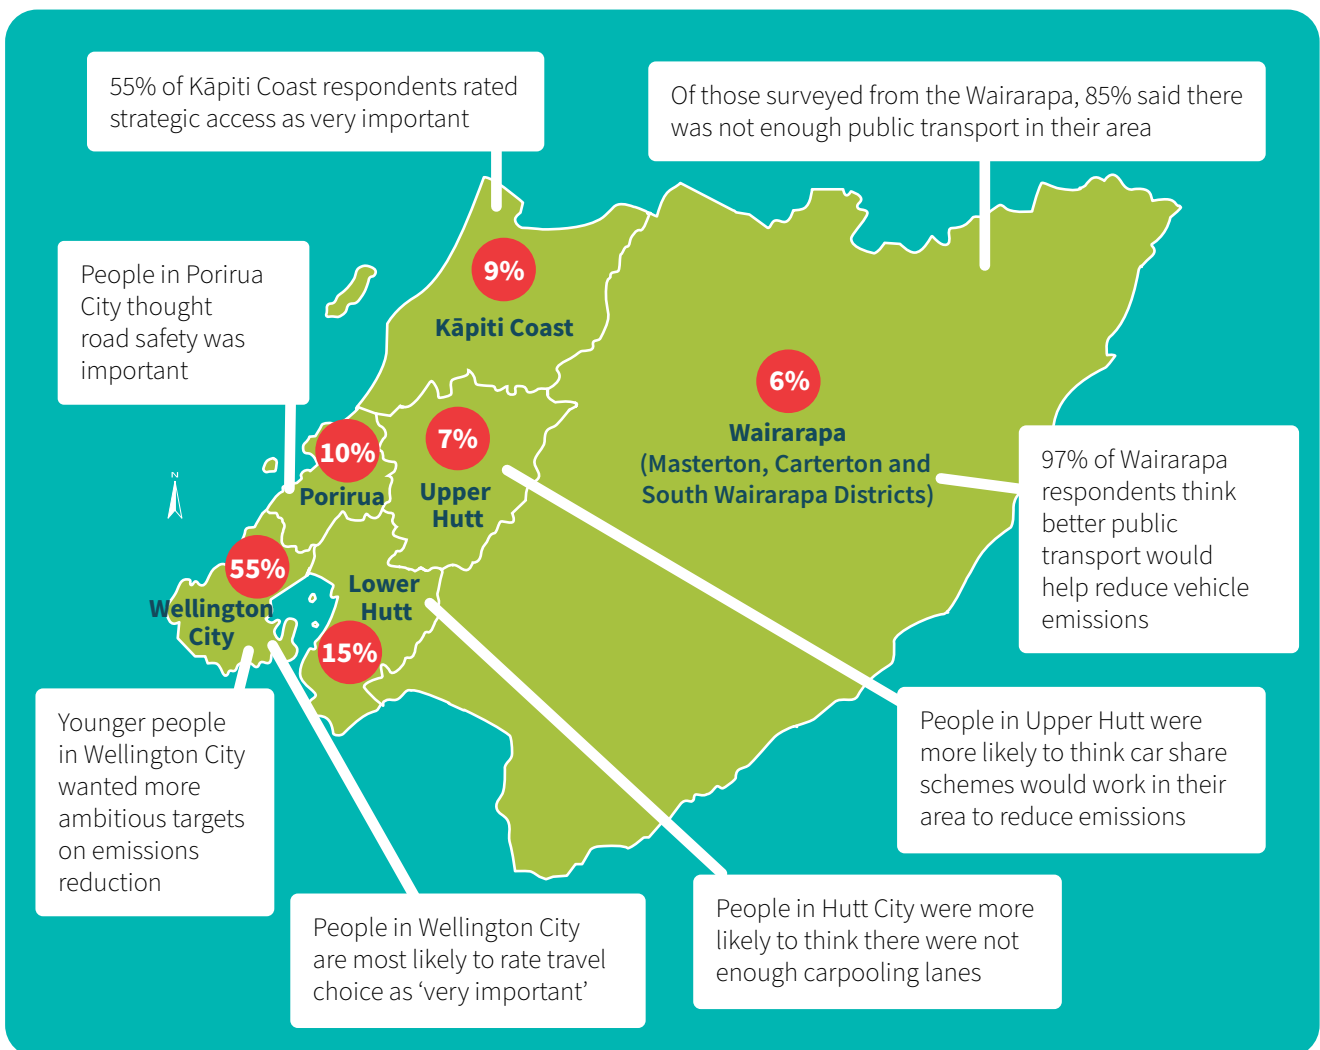 55% of Kāpiti Coast respondents rated
strategic access as very important
Of those surveyed from the Wairarapa, 85% said there
was not enough public transport in their area
People in Porirua
City thought
road safety was
important
9%
Kāpiti Coast
6%
Wairarapa
(Masterton, Carterton and
South Wairarapa Districts)
10%
Porirua
7%
Upper
Hutt
97% of Wairarapa
respondents think
better public
transport would
help reduce vehicle
emissions
N
55%
Wellington
City
Lower
Hutt
15%
Younger people
in Wellington City
wanted more
ambitious targets
on emissions
reduction
People in Upper Hutt were
more likely to think car share
schemes would work in their
area to reduce emissions
People in Wellington City
are most likely to rate travel
choice as ‘very important’
People in Hutt City were more
likely to think there were not
enough carpooling lanes